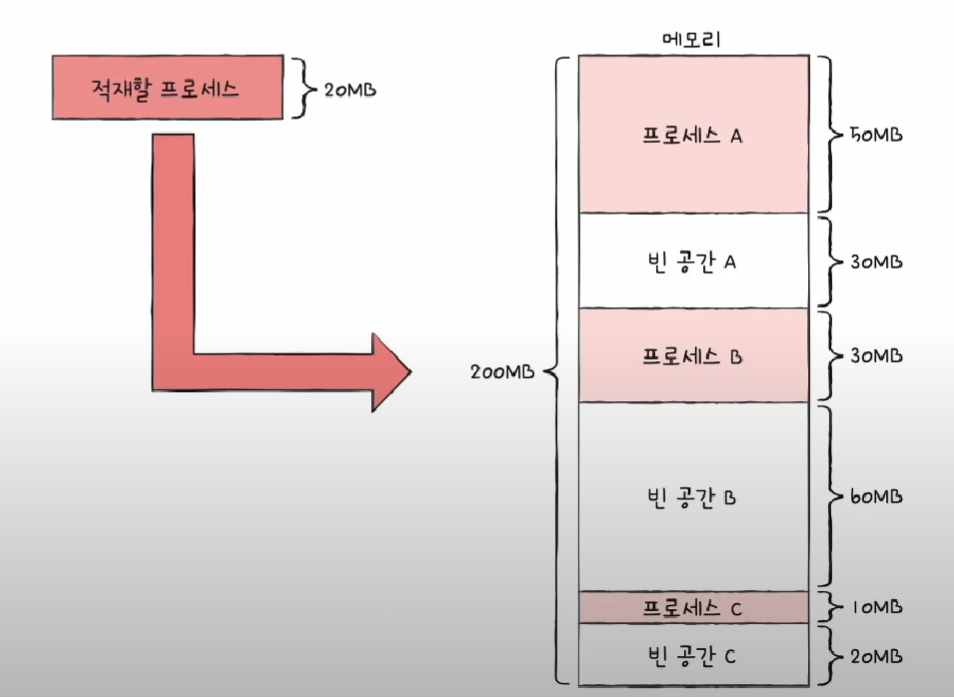 메모리
적재할 프로세스
20MB
프로세스 A
50MB
빈 공간 A
30MB
프로세스 B
30MB
200MB
빈 공간 B
60MB
프로세스 C
10MB
빈 공간 C
20MB